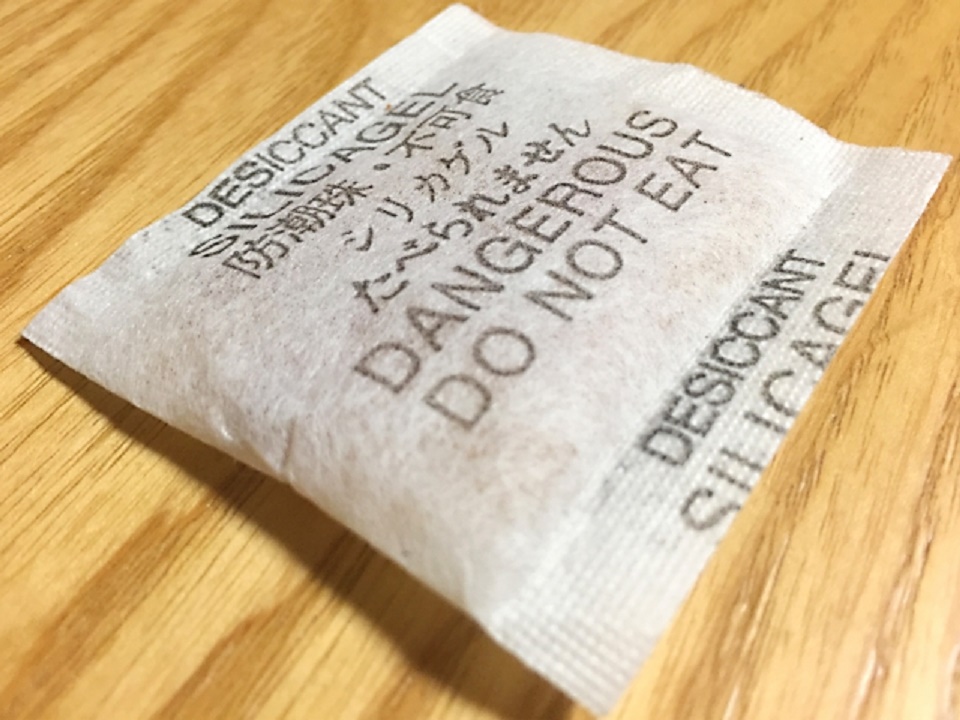 DESICCANT
SILICAGEL
防潮珠・不可食
シリカゲル
たべられません
DANGEROUS
DO NOT EAT
DESICCANT
SILICAGEL